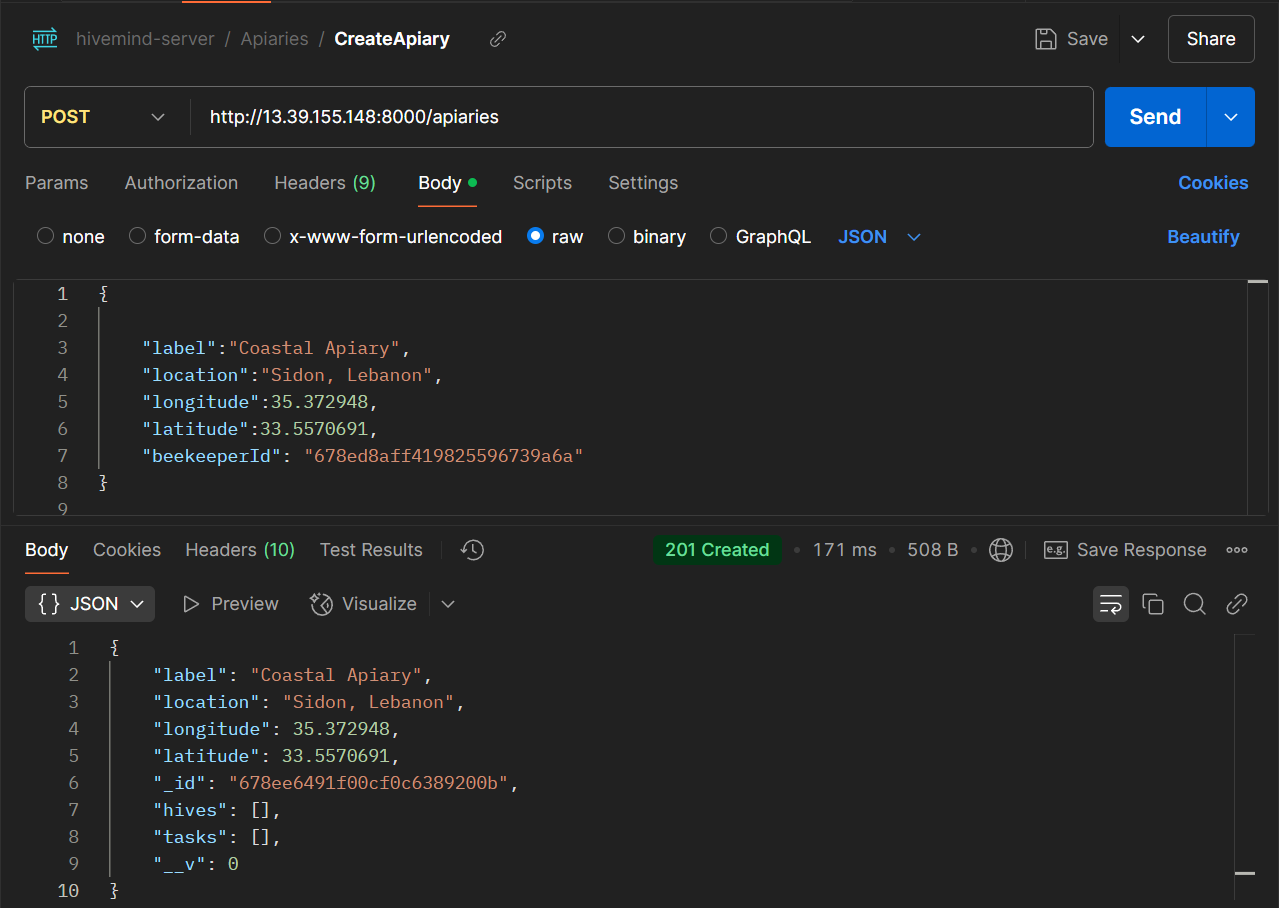 HTTP hivemind-server / Apiaries / CreateApiary Save Share
POST http://13.39.155.148:8000/apiaries Send
Params Authorization Headers (9) Body Scripts Settings Cookies
none form-data x-www-form-urlencoded raw binary GraphQL JSON Beautify
1 {
2
3 "label":"Coastal Apiary",
4 "location":"Sidon, Lebanon",
5 "longitude":35.372948,
6 "latitude":33.5570691,
7 "beekeeperId": "678ed8aff419825596739a6a"
8 }
9
Body Cookies Headers (10) Test Results 201 Created • 171 ms • 508 B • e.g. Save Response
{} JSON Preview Visualize
1 {
2 "label": "Coastal Apiary",
3 "location": "Sidon, Lebanon",
4 "longitude": 35.372948,
5 "latitude": 33.5570691,
6 "_id": "678ee6491f00cf0c6389200b",
7 "hives": [],
8 "tasks": [],
9 "__v": 0
10 }